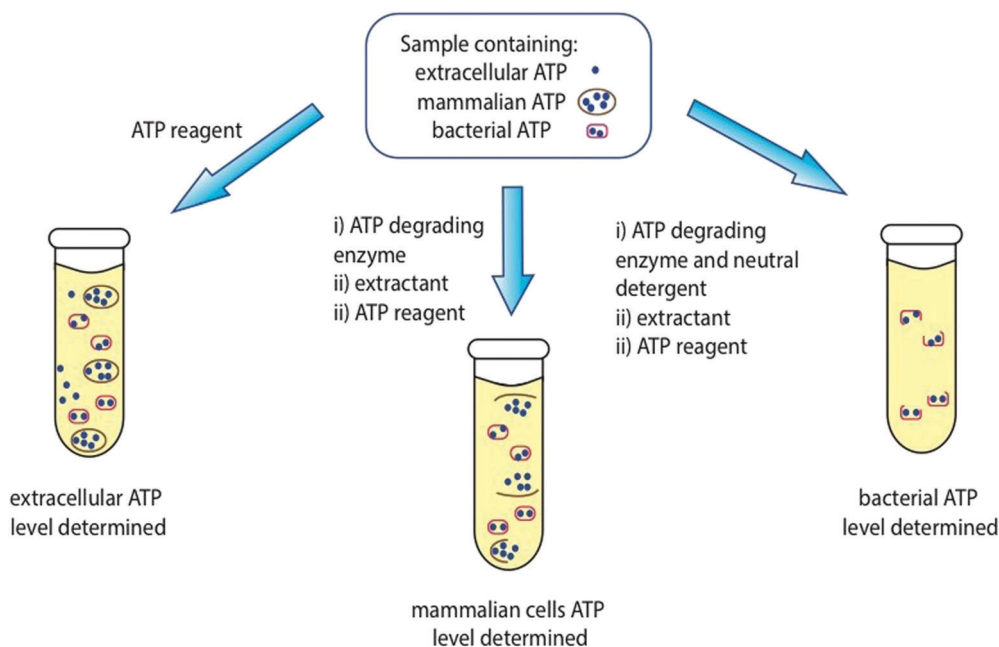 Sample containing:
extracellular ATP
mammalian ATP
bacterial ATP
ATP reagent
i) ATP degrading
enzyme
ii) extractant
ii) ATP reagent
i) ATP degrading
enzyme and neutral
detergent
ii) extractant
ii) ATP reagent
extracellular ATP
level determined
mammalian cells ATP
level determined
bacterial ATP
level determined